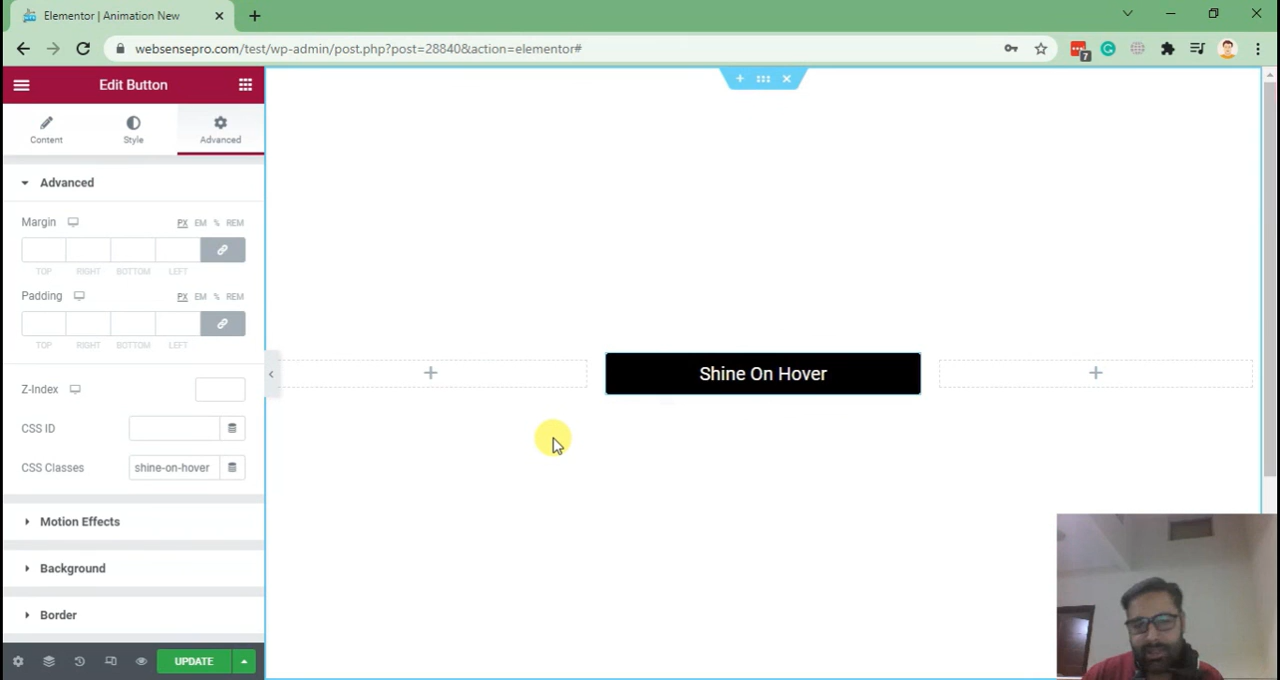 Elementor | Animation New
websensepro.com/test/wp-admin/post.php?post=28840&action=elementor#
7
Edit Button
Content
Style
Advanced
Advanced
Margin
PX EM % REM
TOP RIGHT BOTTOM LEFT
Padding
PX EM % REM
TOP RIGHT BOTTOM LEFT
Z-Index
CSS ID
CSS Classes
shine-on-hover
Motion Effects
Background
Border
UPDATE
Shine On Hover